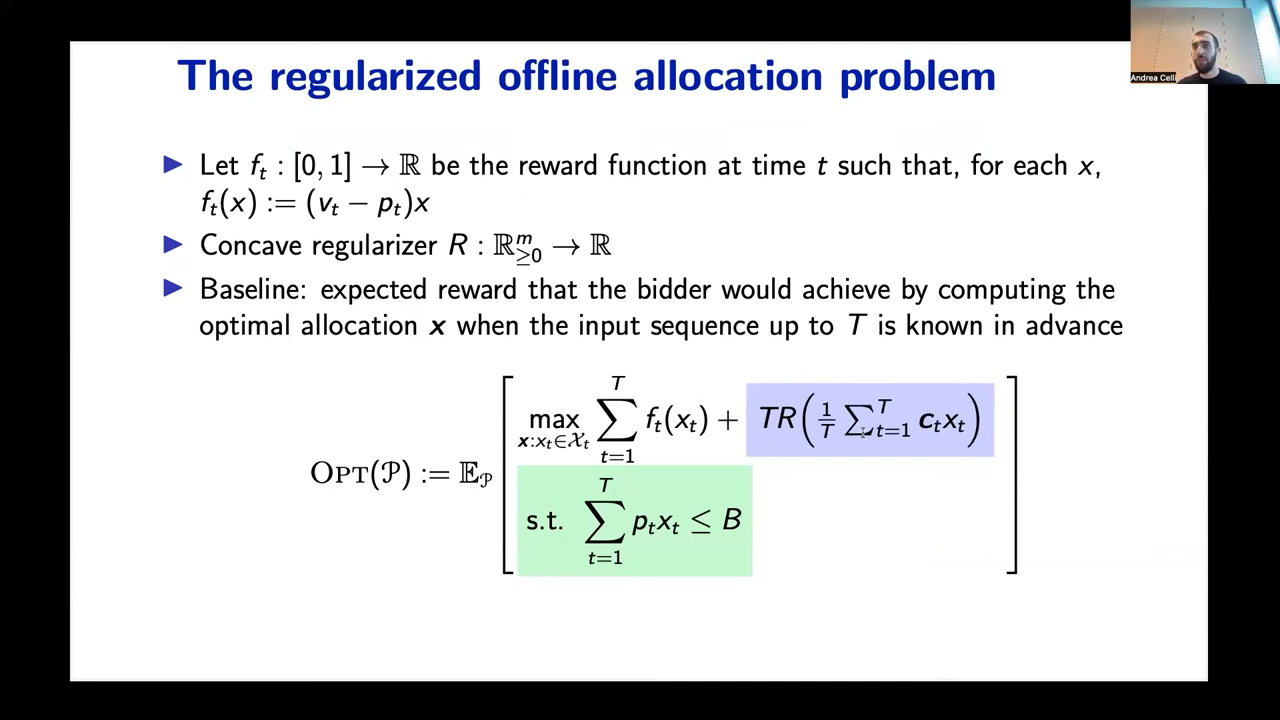 The regularized offline allocation problem
Andrea Celli
▶ Let f_t : [0, 1] → ℝ be the reward function at time t such that, for each x,
f_t(x) := (v_t − p_t)x
▶ Concave regularizer R : ℝ^m_{≥0} → ℝ
▶ Baseline: expected reward that the bidder would achieve by computing the
optimal allocation x when the input sequence up to T is known in advance
OPT(𝒫) := 𝔼_𝒫 [ max_{x:x_t∈𝒳_t} ∑_{t=1}^{T} f_t(x_t) + TR(1/T ∑_{t=1}^{T} c_t x_t)
s.t. ∑_{t=1}^{T} p_t x_t ≤ B ]